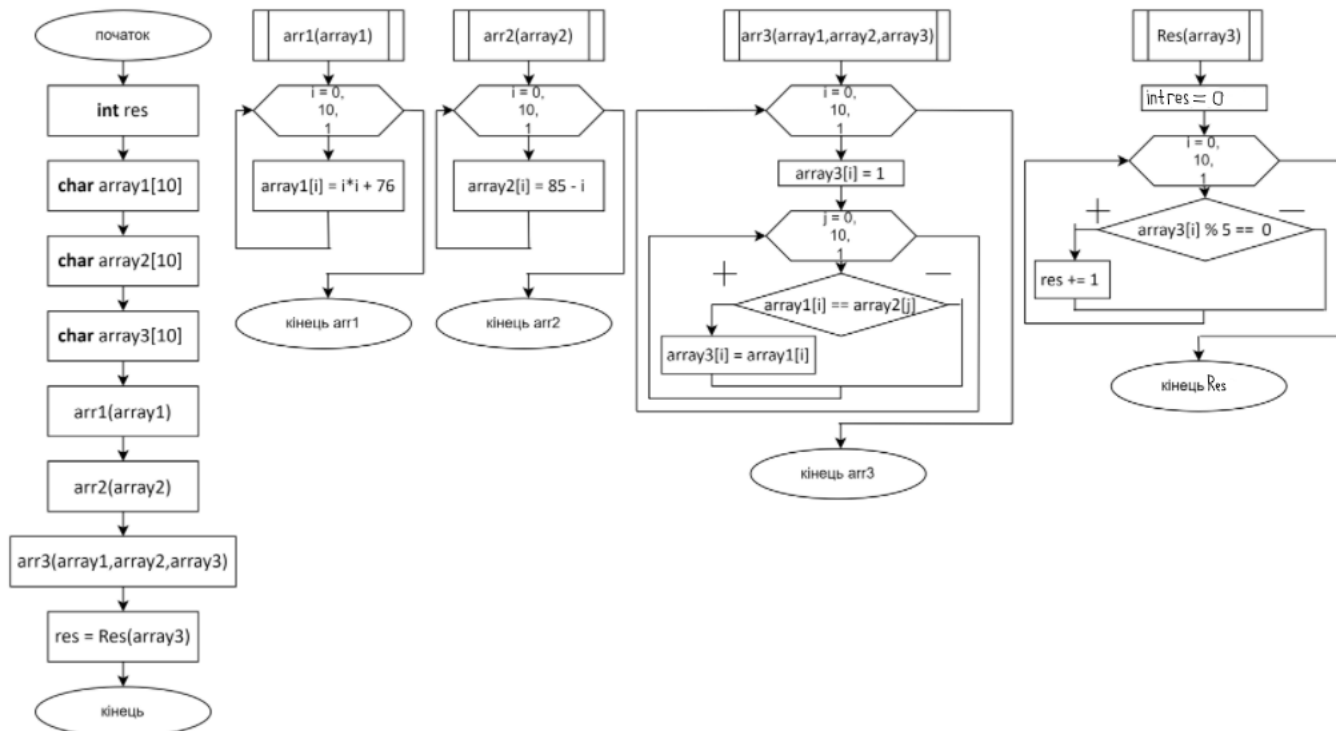 початок
int res
char array1[10]
char array2[10]
char array3[10]
arr1(array1)
arr2(array2)
arr3(array1,array2,array3)
res = Res(array3)
кінець
arr1(array1)
i = 0,
10,
1
array1[i] = i*i + 76
кінець arr1
arr2(array2)
i = 0,
10,
1
array2[i] = 85 - i
кінець arr2
arr3(array1,array2,array3)
i = 0,
10,
1
array3[i] = 1
j = 0,
10,
1
+
−
array1[i] == array2[j]
array3[i] = array1[i]
кінець arr3
Res(array3)
int res = 0
i = 0,
10,
1
+
−
array3[i] % 5 == 0
res += 1
кінець Res